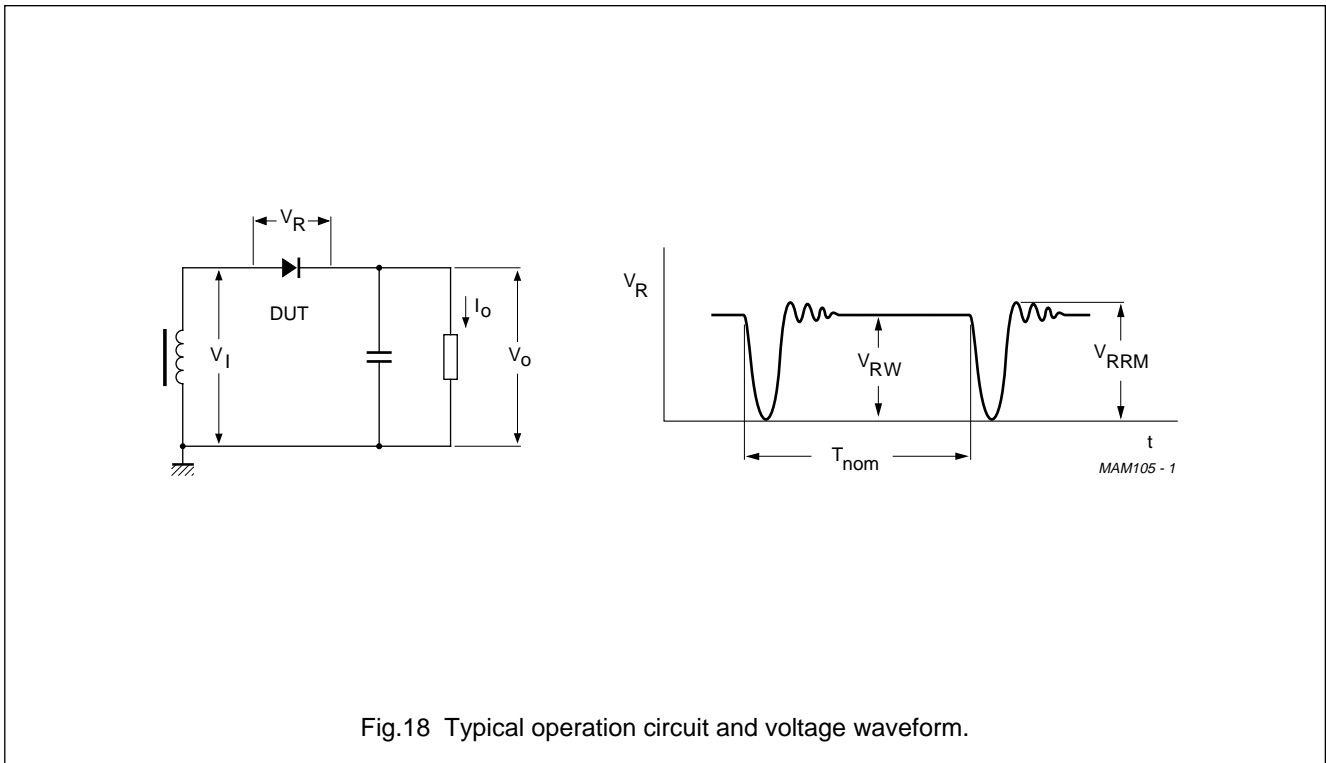 V_R
DUT
I_o
V_I
V_o
V_R
V_RW
V_RRM
T_nom
t
MAM105 - 1
Fig.18 Typical operation circuit and voltage waveform.